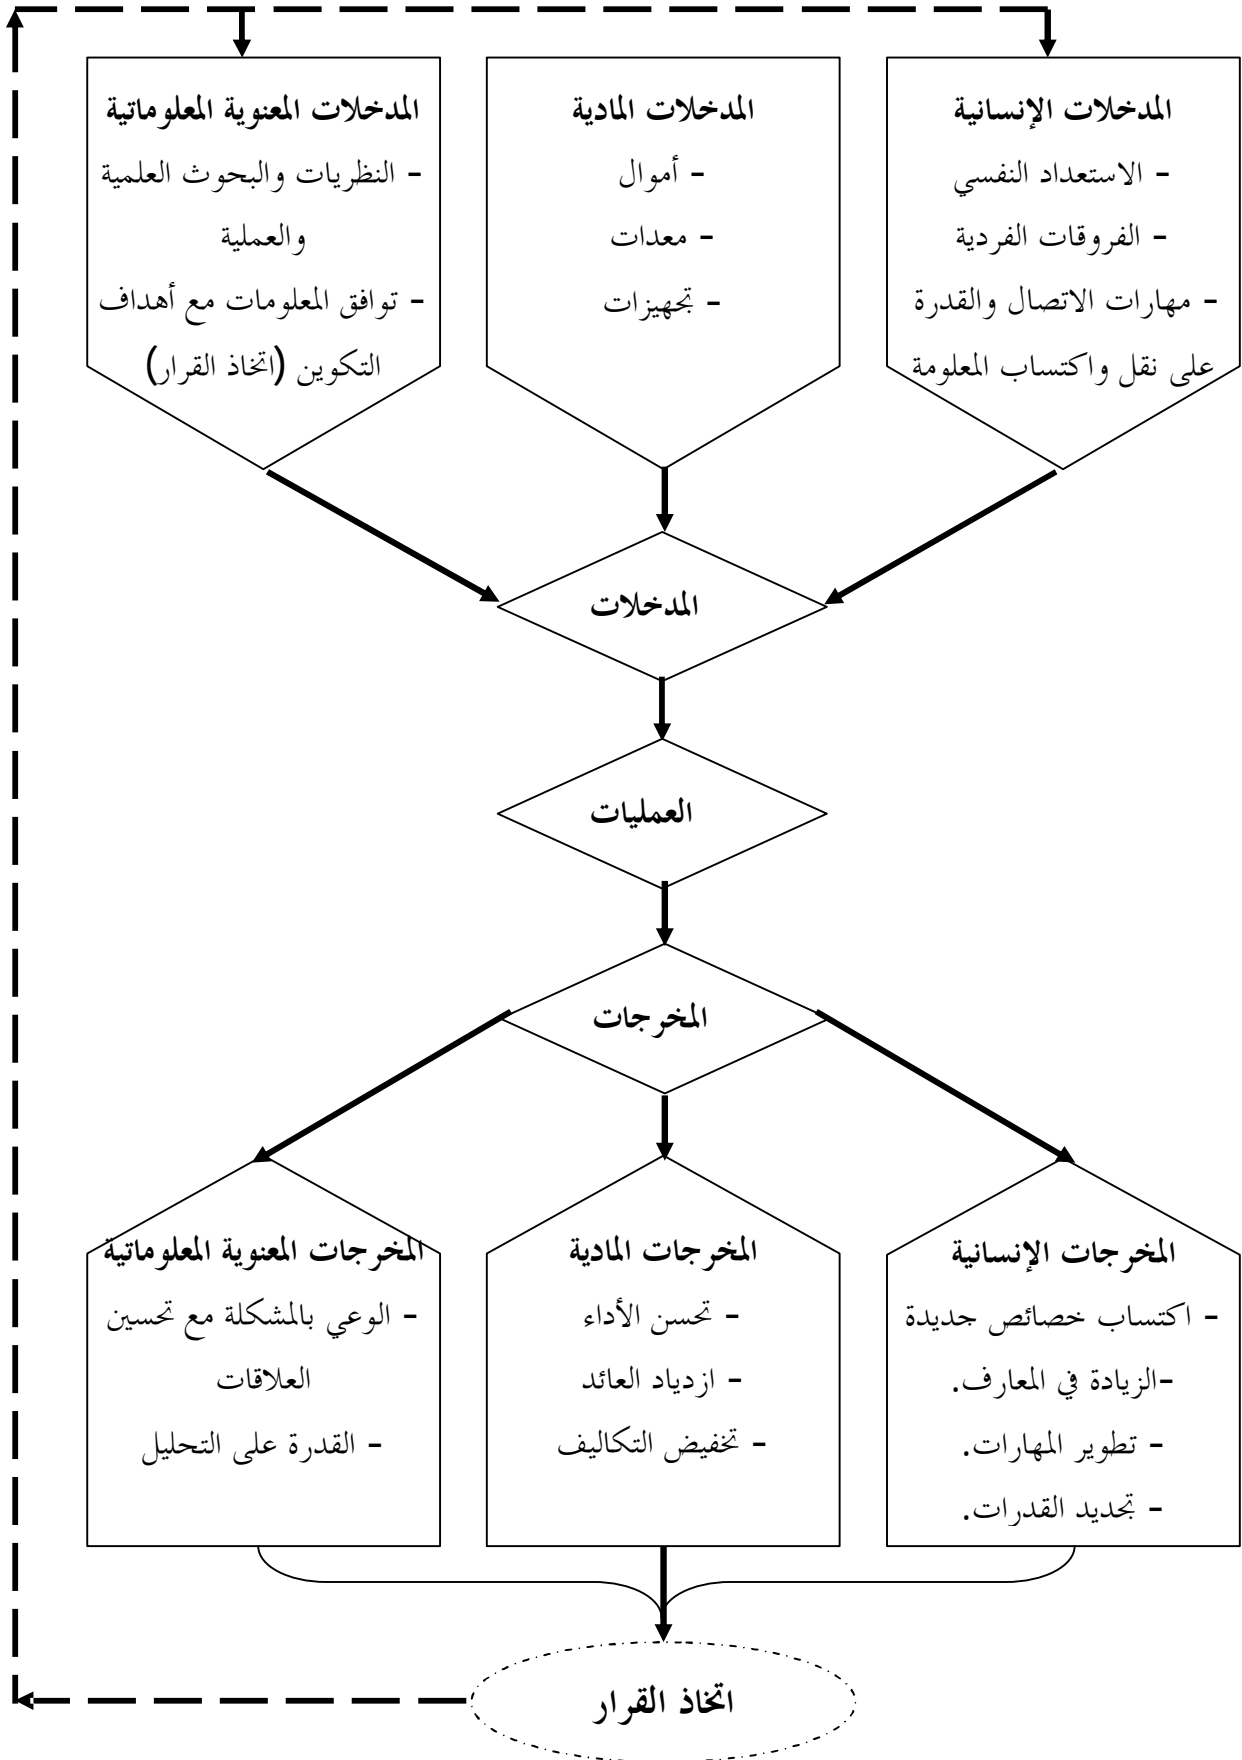 المدخلات الإنسانية
- الاستعداد النفسي
- الفروقات الفردية
- مهارات الاتصال والقدرة
على نقل واكتساب المعلومة
المدخلات المادية
- أموال
- معدات
- تجهيزات
المدخلات المعنوية المعلوماتية
- النظريات والبحوث العلمية
والعملية
- توافق المعلومات مع أهداف
التكوين (اتخاذ القرار)
المدخلات
العمليات
المخرجات
المخرجات الإنسانية
- اكتساب خصائص جديدة
-الزيادة في المعارف.
- تطوير المهارات.
- تجديد القدرات.
المخرجات المادية
- تحسن الأداء
- ازدياد العائد
- تخفيض التكاليف
المخرجات المعنوية المعلوماتية
- الوعي بالمشكلة مع تحسين
العلاقات
- القدرة على التحليل
اتخاذ القرار